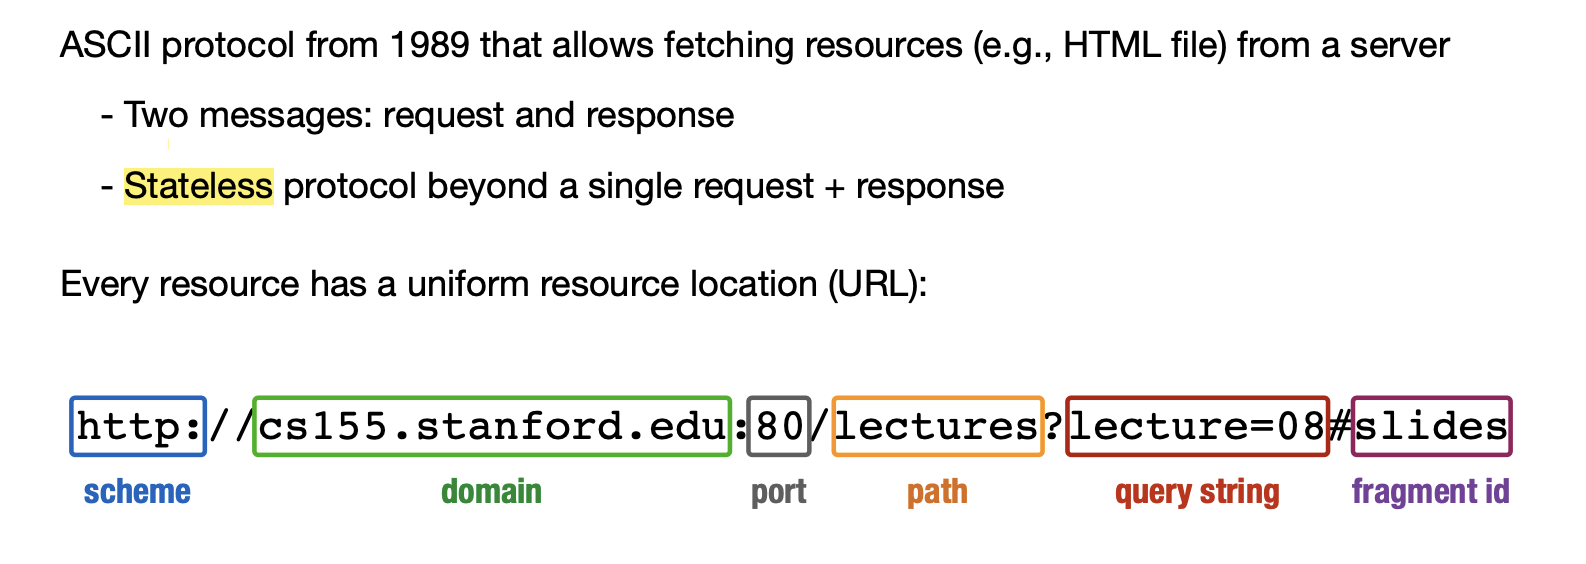 ASCII protocol from 1989 that allows fetching resources (e.g., HTML file) from a server
- Two messages: request and response
- Stateless protocol beyond a single request + response
Every resource has a uniform resource location (URL):
http://cs155.stanford.edu:80/lectures?lecture=08#slides
scheme domain port path query string fragment id